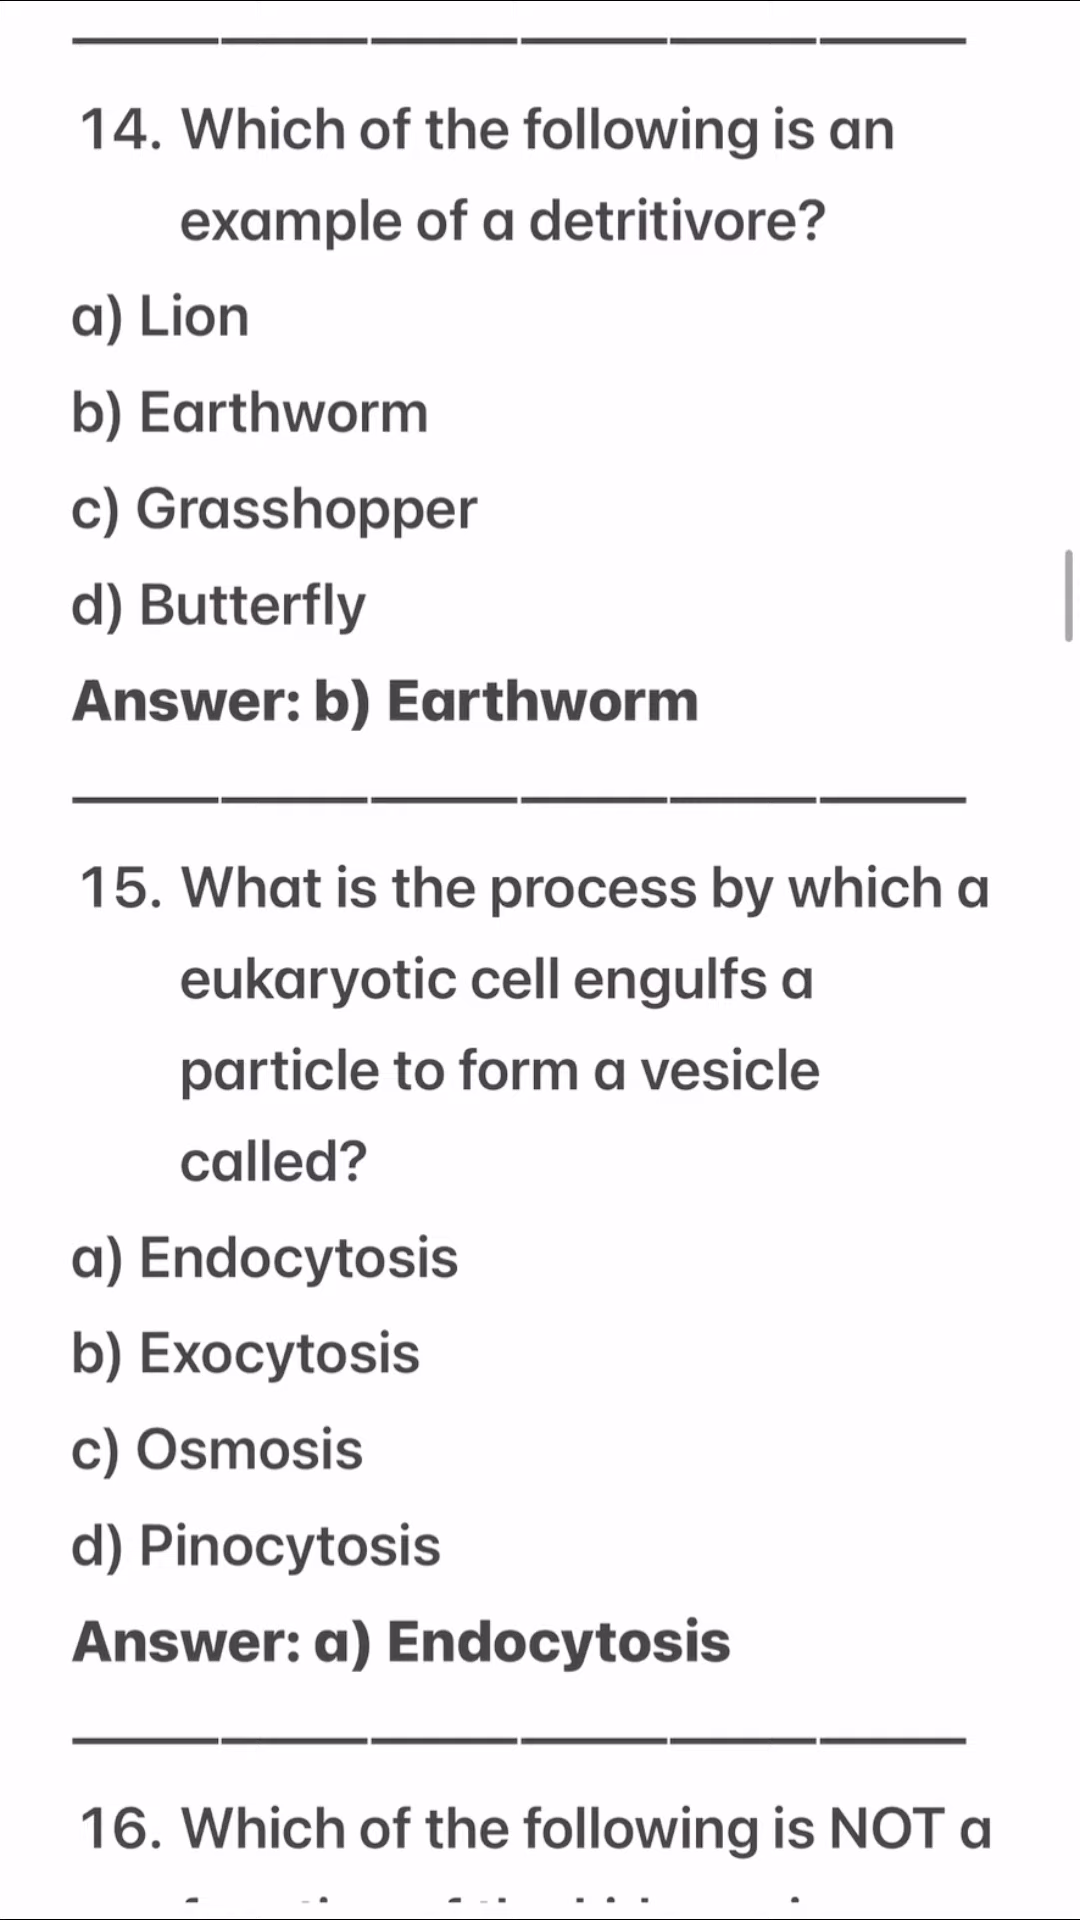 14. Which of the following is an
example of a detritivore?
a) Lion
b) Earthworm
c) Grasshopper
d) Butterfly
Answer: b) Earthworm
15. What is the process by which a
eukaryotic cell engulfs a
particle to form a vesicle
called?
a) Endocytosis
b) Exocytosis
c) Osmosis
d) Pinocytosis
Answer: a) Endocytosis
16. Which of the following is NOT a